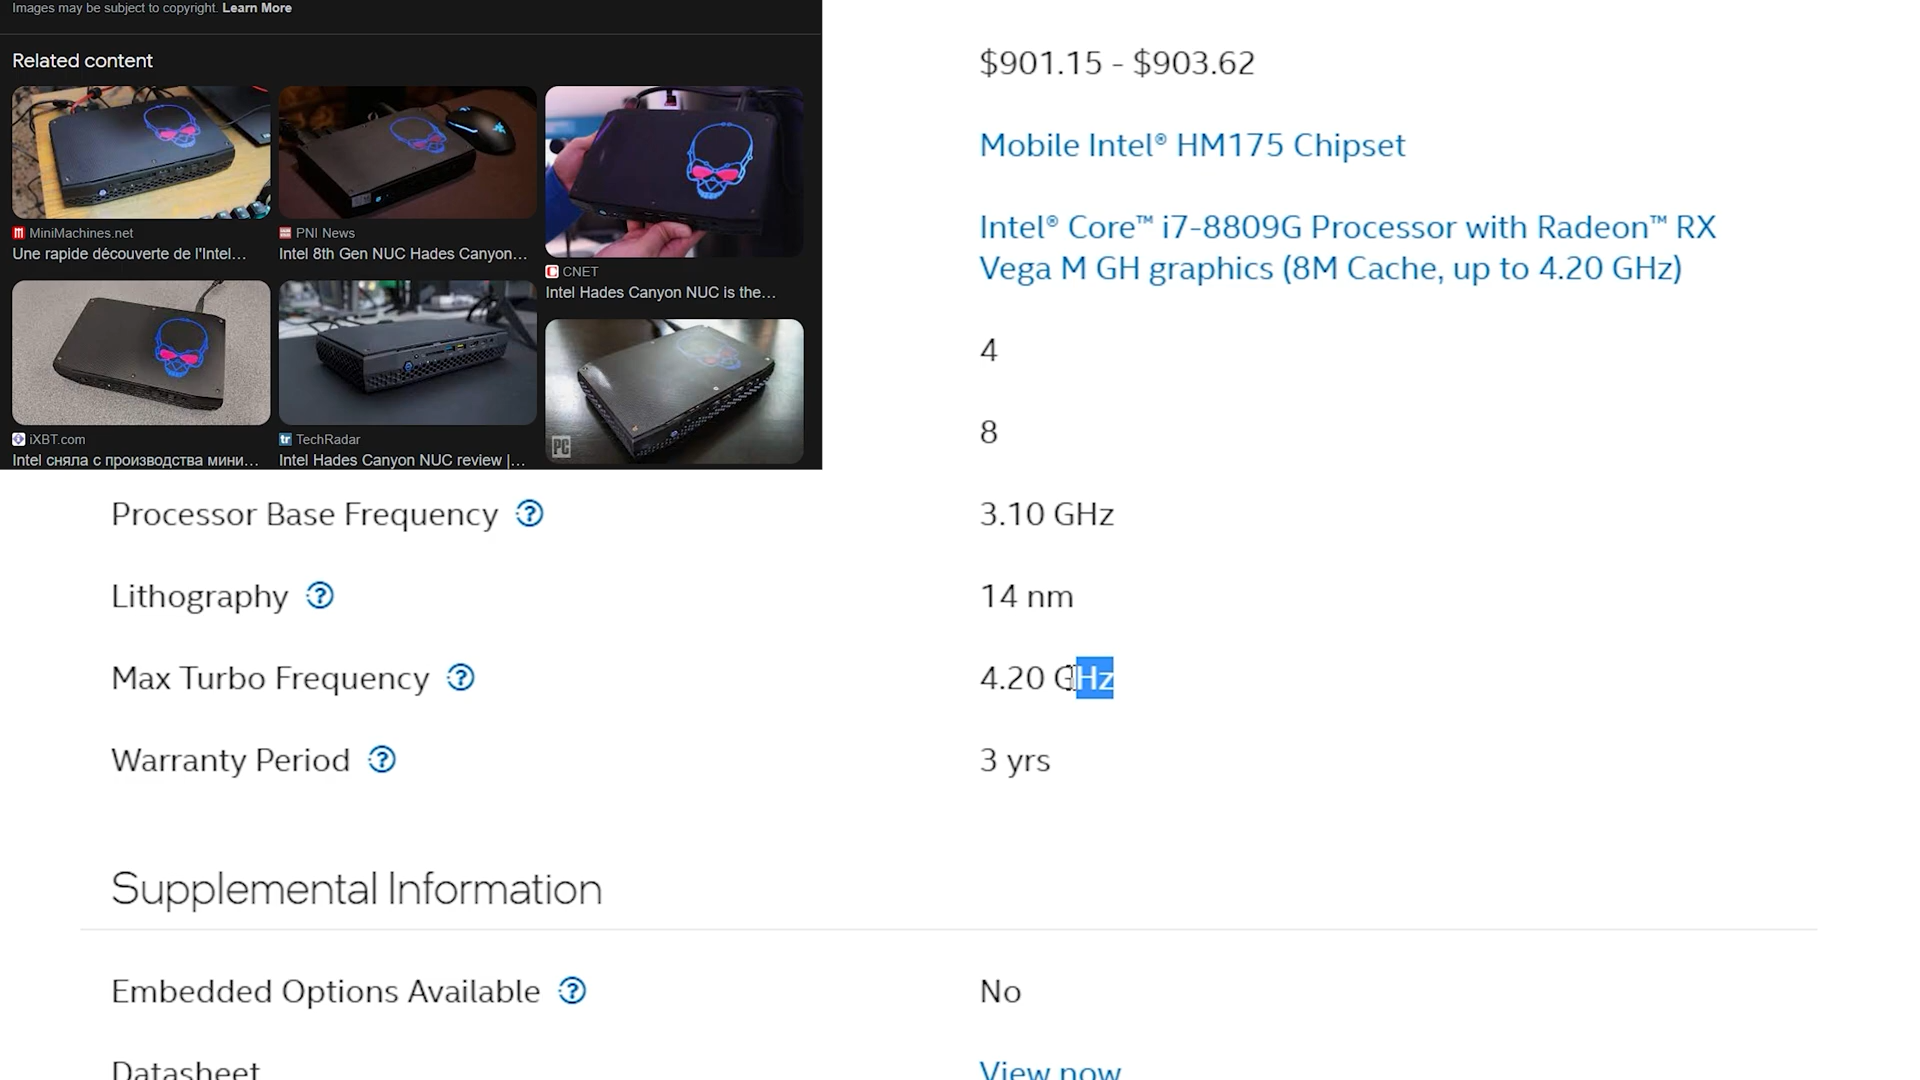 Images may be subject to copyright. Learn More
Related content
MiniMachines.net
Une rapide découverte de l'Intel...
PNI News
Intel 8th Gen NUC Hades Canyon...
CNET
Intel Hades Canyon NUC is the...
iXBT.com
Intel сняла с производства мини...
TechRadar
Intel Hades Canyon NUC review |...
PC
$901.15 - $903.62
Mobile Intel® HM175 Chipset
Intel® Core™ i7-8809G Processor with Radeon™ RX
Vega M GH graphics (8M Cache, up to 4.20 GHz)
4
8
Processor Base Frequency ? 3.10 GHz
Lithography ? 14 nm
Max Turbo Frequency ? 4.20 GHz
Warranty Period ? 3 yrs
Supplemental Information
Embedded Options Available ? No
Datasheet View now